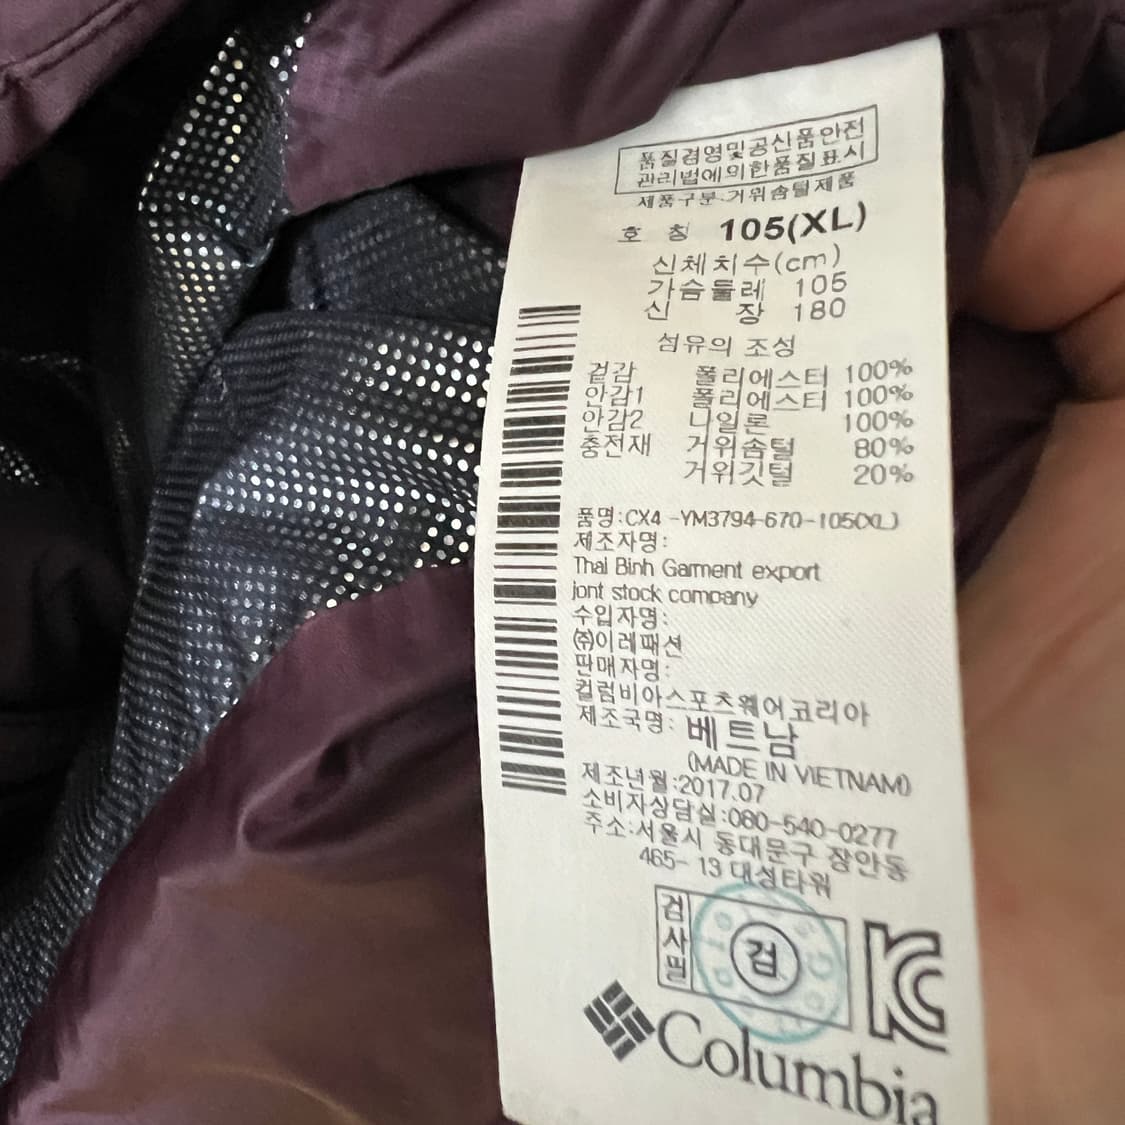 품질경영및공산품안전
관리법에의한품질표시
제품구분-거위솜털제품
호 칭 105(XL)
신체치수(cm)
가슴둘레 105
신 장 180
섬유의 조성
겉감 폴리에스터 100%
안감1 폴리에스터 100%
안감2 나일론 100%
충전재 거위솜털 80%
거위깃털 20%
품명:CX4 -YM3794-670-105(XL)
제조자명:
Thai Binh Garment export
jont stock company
수입자명:
㈜이레패션
판매자명:
컬럼비아스포츠웨어코리아
제조국명: 베트남
(MADE IN VIETNAM)
제조년월:2017.07
소비자상담실:080-540-0277
주소:서울시 동대문구 장안동
465- 13 대성타워
검사필
검
KC
Columbia